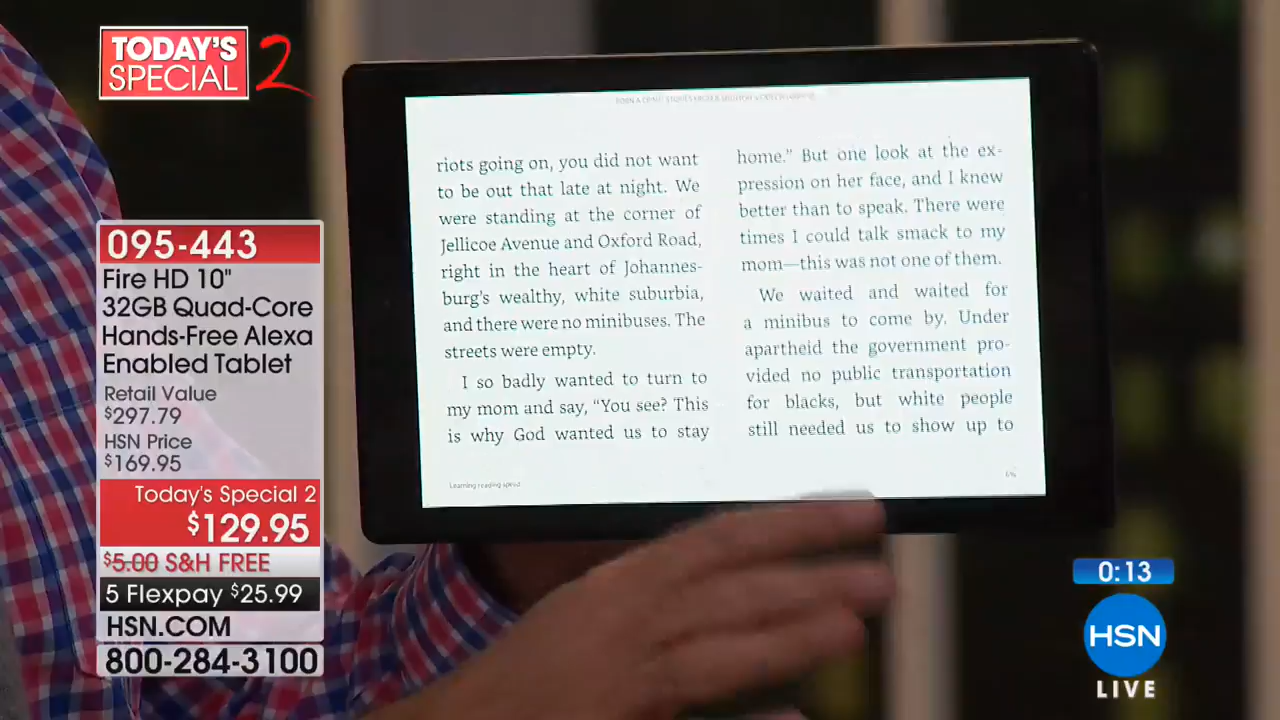 TODAY'S
SPECIAL 2
095-443
Fire HD 10"
32GB Quad-Core
Hands-Free Alexa
Enabled Tablet
Retail Value
$297.79
HSN Price
$169.95
Today's Special 2
$129.95
$5.00 S&H FREE
5 Flexpay $25.99
HSN.COM
800-284-3100
riots going on, you did not want
to be out that late at night. We
were standing at the corner of
Jellicoe Avenue and Oxford Road,
right in the heart of Johannes-
burg's wealthy, white suburbia,
and there were no minibuses. The
streets were empty.
I so badly wanted to turn to
my mom and say, “You see? This
is why God wanted us to stay
Learning reading speed
home.” But one look at the ex-
pression on her face, and I knew
better than to speak. There were
times I could talk smack to my
mom—this was not one of them.
We waited and waited for
a minibus to come by. Under
apartheid the government pro-
vided no public transportation
for blacks, but white people
still needed us to show up to
6%
0:13
HSN
LIVE